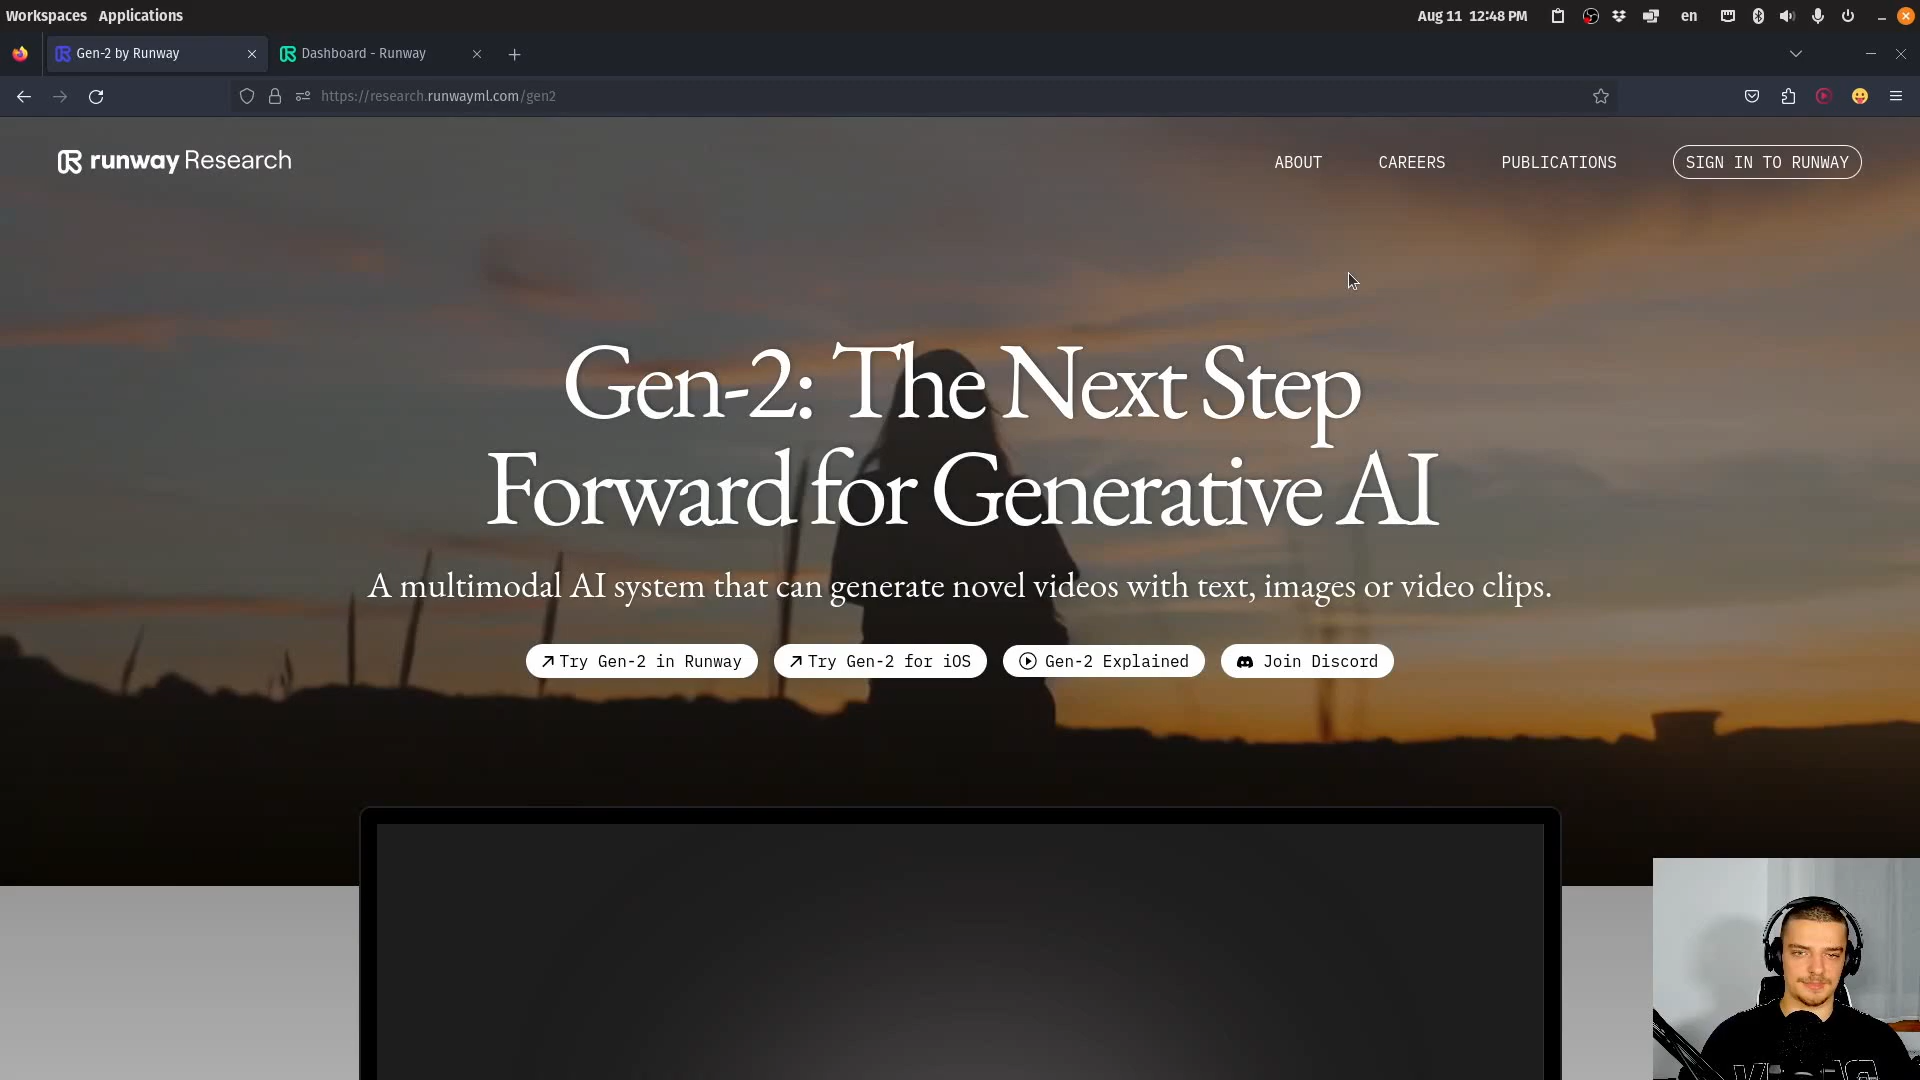 Workspaces Applications
Aug 11 12:48 PM
en
Gen-2 by Runway
Dashboard - Runway
https://research.runwayml.com/gen2
runway Research
ABOUT
CAREERS
PUBLICATIONS
SIGN IN TO RUNWAY
Gen-2: The Next Step
Forward for Generative AI
A multimodal AI system that can generate novel videos with text, images or video clips.
Try Gen-2 in Runway
Try Gen-2 for iOS
Gen-2 Explained
Join Discord